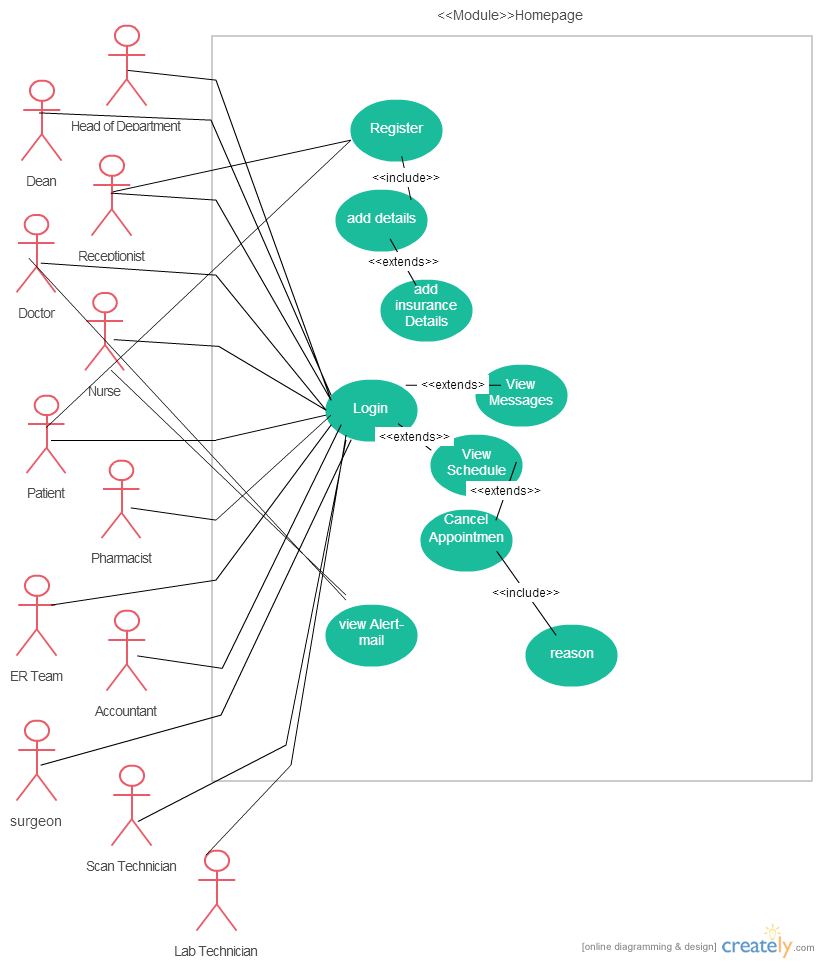 <<Module>>Homepage
Head of Department
Dean
Receptionist
Doctor
Nurse
Patient
Pharmacist
ER Team
Accountant
surgeon
Scan Technician
Lab Technician
Register
<<include>>
add details
<<extends>>
add
insurance
Details
Login
<<extends>
View
Messages
<<extends>>
View
Schedule
<<extends>>
Cancel
Appointmen
<<include>>
reason
view Alert-
mail
[online diagramming & design] creately.com